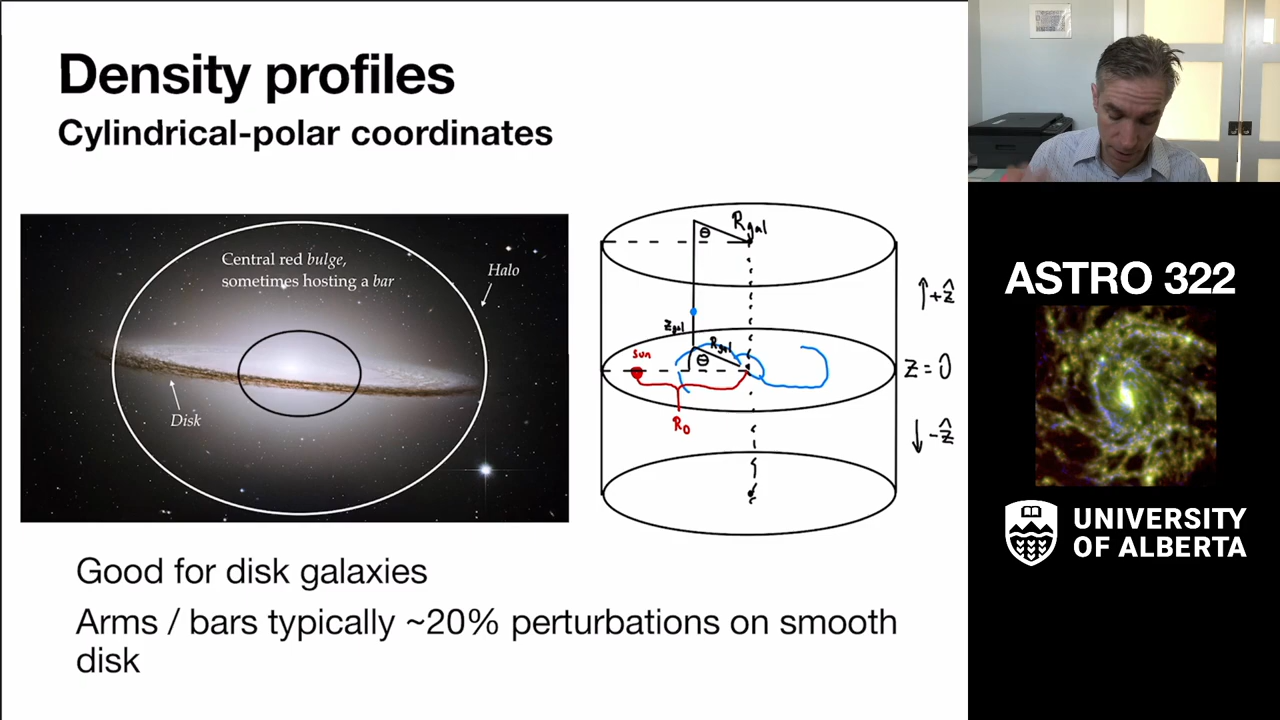 Density profiles
Cylindrical-polar coordinates
Central red bulge,
sometimes hosting a bar
Halo
Disk
Rgal
θ
↑+ẑ
zgal
Rgal
sun
θ
z=0
R0
↓-ẑ
Good for disk galaxies
Arms / bars typically ~20% perturbations on smooth
disk
ASTRO 322
UNIVERSITY
OF ALBERTA